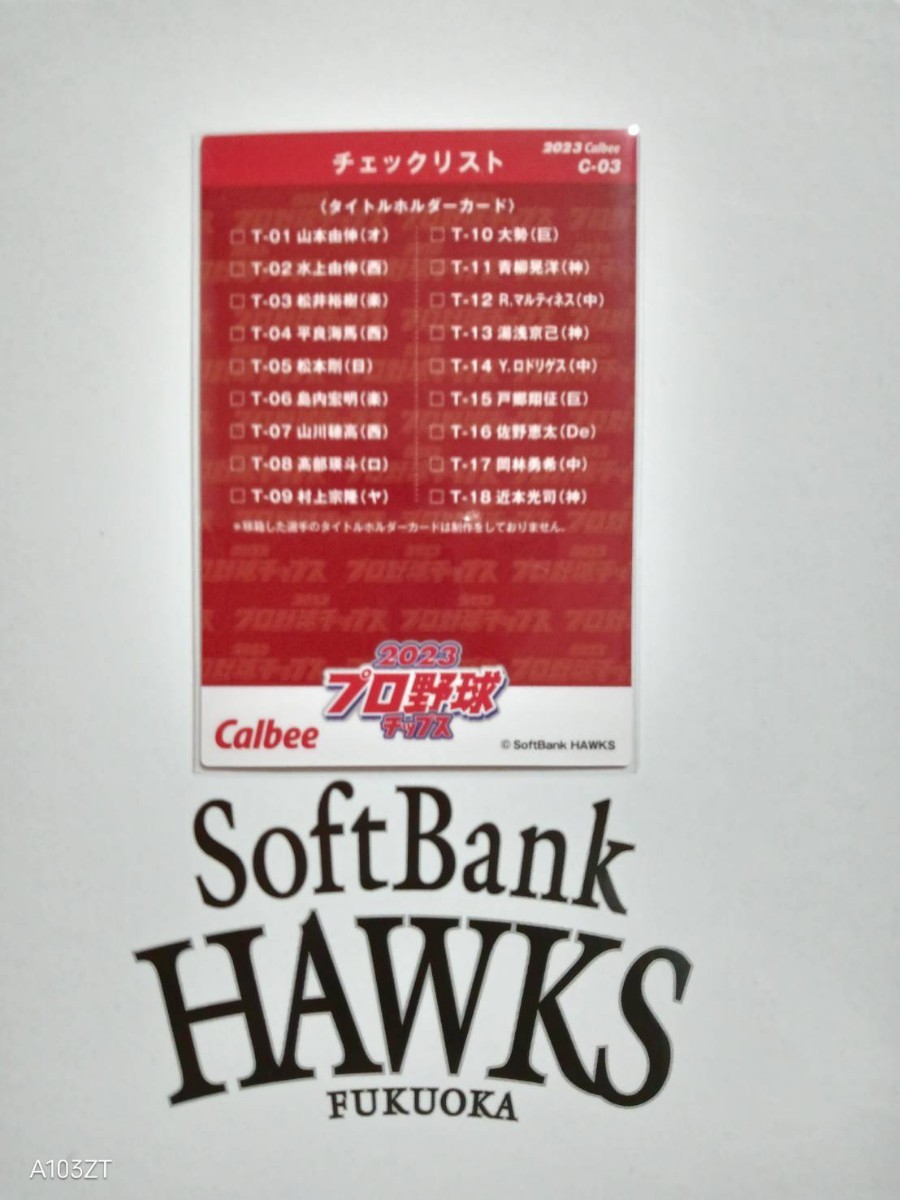 2023 Calbee
チェックリスト
C-03
〈タイトルホルダーカード〉
□ T-01 山本由伸(オ)
□ T-02 水上由伸(西)
□ T-03 松井裕樹(楽)
□ T-04 平良海馬(西)
□ T-05 松本剛(日)
□ T-06 島内宏明(楽)
□ T-07 山川穂高(西)
□ T-08 髙部瑛斗(ロ)
□ T-09 村上宗隆(ヤ)
□ T-10 大勢(巨)
□ T-11 青柳晃洋(神)
□ T-12 R.マルティネス(中)
□ T-13 湯浅京己(神)
□ T-14 Y.ロドリゲス(中)
□ T-15 戸郷翔征(巨)
□ T-16 佐野恵太(De)
□ T-17 岡林勇希(中)
□ T-18 近本光司(神)
*移籍した選手のタイトルホルダーカードは制作をしておりません。
2023
プロ野球
チップス
Calbee
© SoftBank HAWKS
SoftBank
HAWKS
FUKUOKA
A103ZT